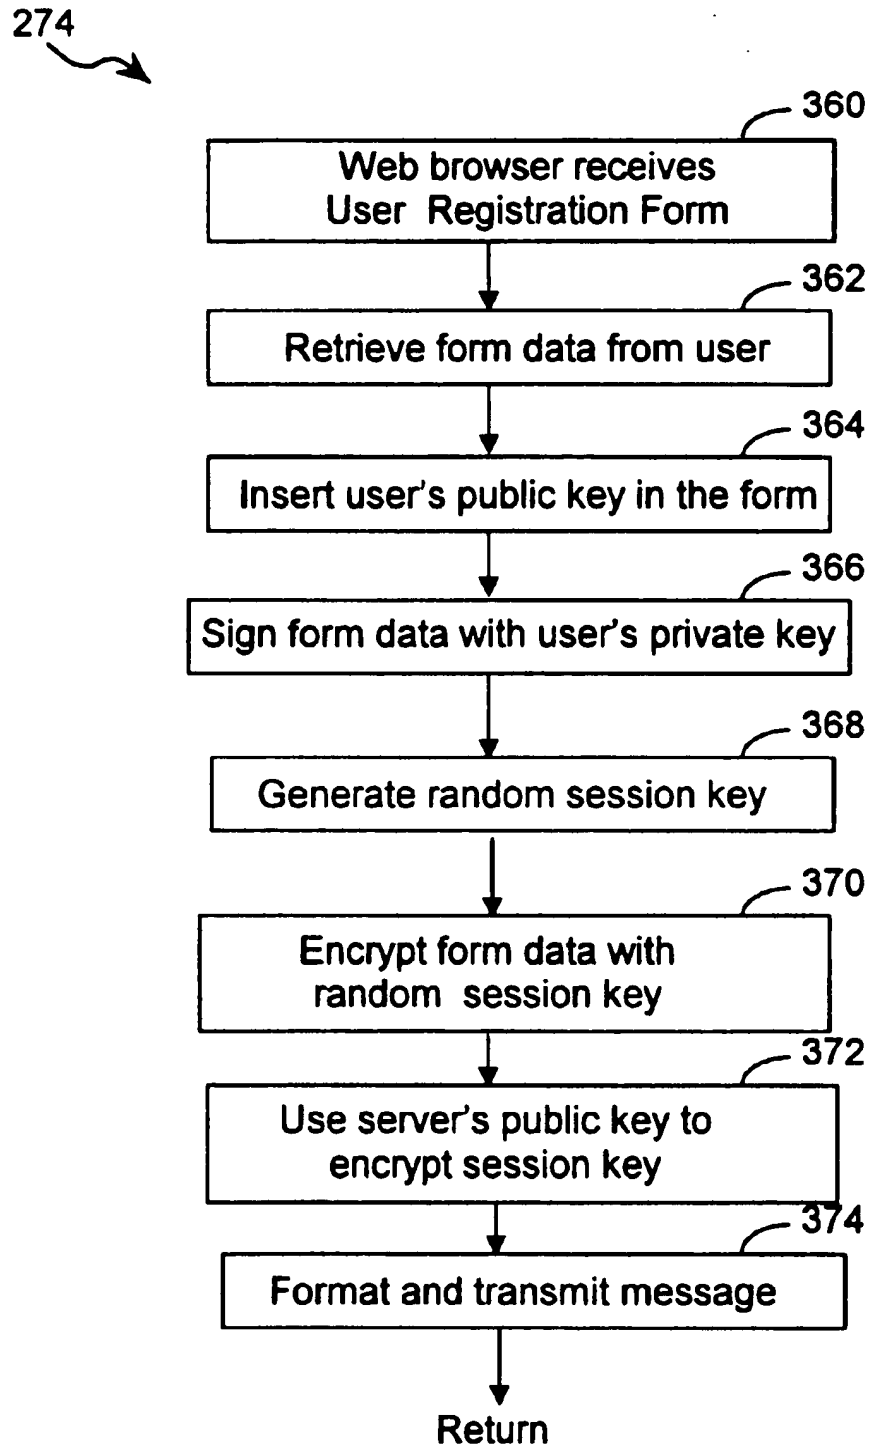 274
360
Web browser receives
User Registration Form
362
Retrieve form data from user
364
Insert user's public key in the form
366
Sign form data with user's private key
368
Generate random session key
370
Encrypt form data with
random session key
372
Use server's public key to
encrypt session key
374
Format and transmit message
Return